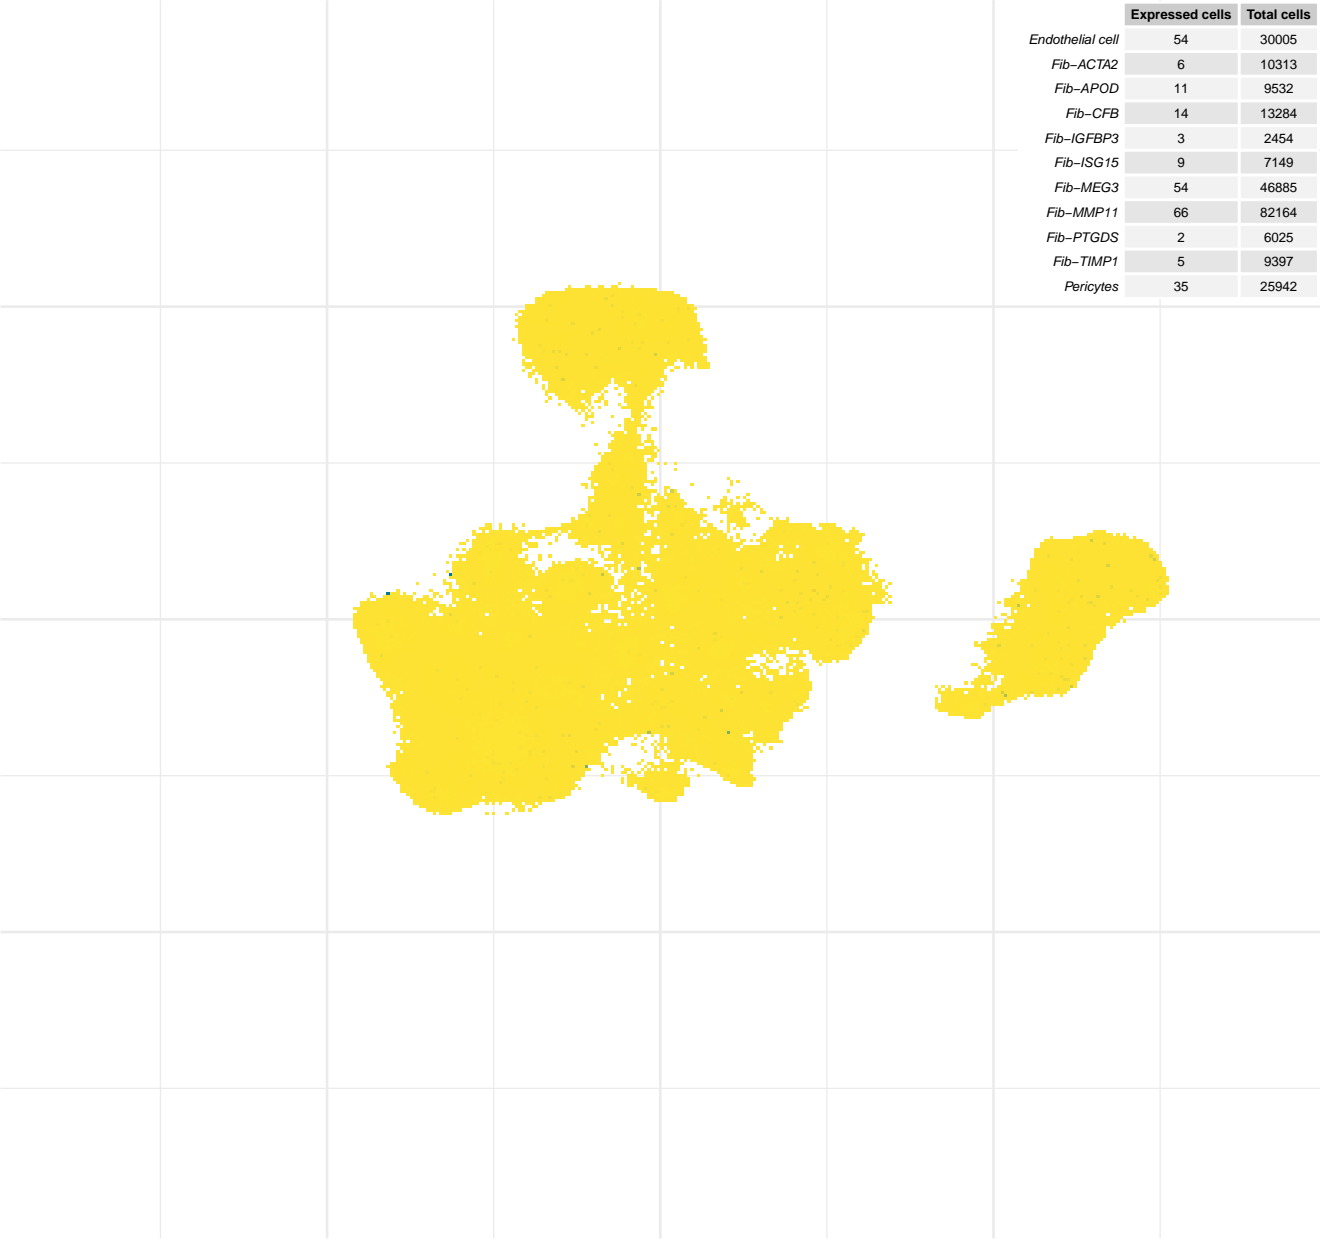 Expressed cells Total cells
Endothelial cell 54 30005
Fib−ACTA2 6 10313
Fib−APOD 11 9532
Fib−CFB 14 13284
Fib−IGFBP3 3 2454
Fib−ISG15 9 7149
Fib−MEG3 54 46885
Fib−MMP11 66 82164
Fib−PTGDS 2 6025
Fib−TIMP1 5 9397
Pericytes 35 25942